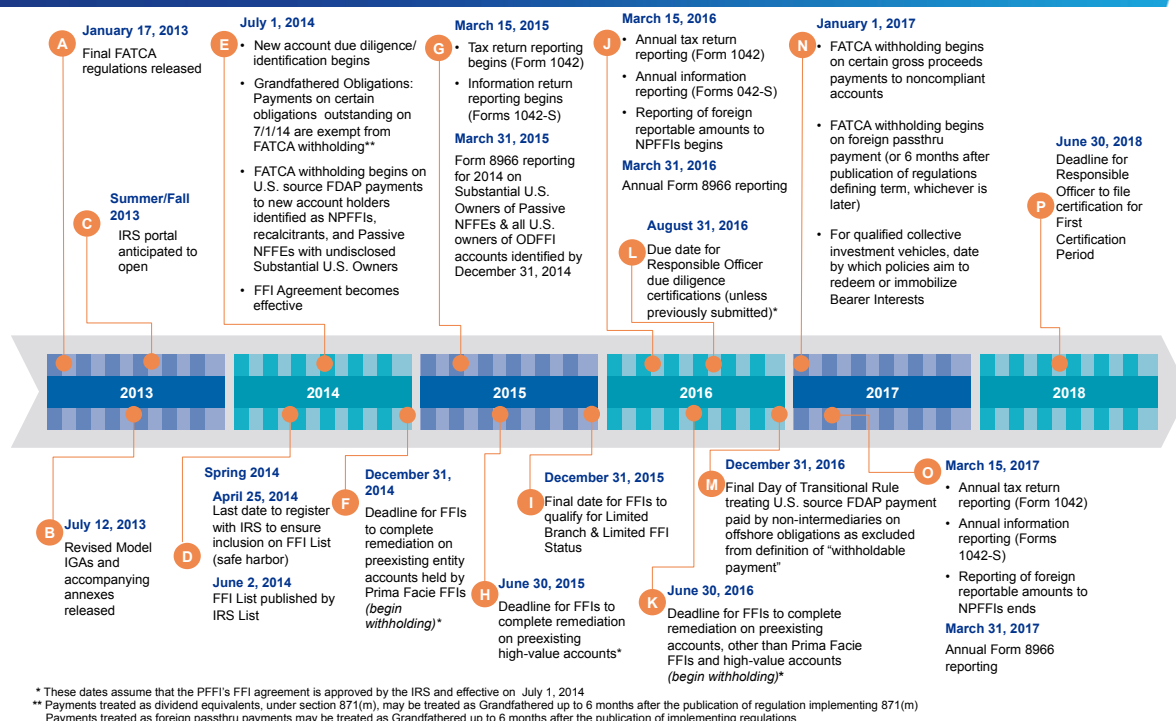 A
January 17, 2013
Final FATCA
regulations released
C
Summer/Fall
2013
IRS portal
anticipated to
open
E
July 1, 2014
• New account due diligence/
identification begins
• Grandfathered Obligations:
Payments on certain
obligations outstanding on
7/1/14 are exempt from
FATCA withholding**
• FATCA withholding begins on
U.S. source FDAP payments
to new account holders
identified as NPFFIs,
recalcitrants, and Passive
NFFEs with undisclosed
Substantial U.S. Owners
• FFI Agreement becomes
effective
G
March 15, 2015
• Tax return reporting
begins (Form 1042)
• Information return
reporting begins
(Forms 1042-S)
March 31, 2015
Form 8966 reporting
for 2014 on
Substantial U.S.
Owners of Passive
NFFEs & all U.S.
owners of ODFFI
accounts identified by
December 31, 2014
J
March 15, 2016
• Annual tax return
reporting (Form 1042)
• Annual information
reporting (Forms 042-S)
• Reporting of foreign
reportable amounts to
NPFFIs begins
March 31, 2016
Annual Form 8966 reporting
L
August 31, 2016
Due date for
Responsible Officer
due diligence
certifications (unless
previously submitted)*
N
January 1, 2017
• FATCA withholding begins
on certain gross proceeds
payments to noncompliant
accounts
• FATCA withholding begins
on foreign passthru
payment (or 6 months after
publication of regulations
defining term, whichever is
later)
• For qualified collective
investment vehicles, date
by which policies aim to
redeem or immobilize
Bearer Interests
P
June 30, 2018
Deadline for
Responsible
Officer to file
certification for
First
Certification
Period
2013
2014
2015
2016
2017
2018
B
July 12, 2013
Revised Model
IGAs and
accompanying
annexes
released
D
Spring 2014
April 25, 2014
Last date to register
with IRS to ensure
inclusion on FFI List
(safe harbor)
June 2, 2014
FFI List published by
IRS List
F
December 31,
2014
Deadline for FFIs
to complete
remediation on
preexisting entity
accounts held by
Prima Facie FFIs
(begin
withholding)*
H
June 30, 2015
Deadline for FFIs to
complete remediation
on preexisting
high-value accounts*
I
December 31, 2015
Final date for FFIs to
qualify for Limited
Branch & Limited FFI
Status
K
June 30, 2016
Deadline for FFIs to complete
remediation on preexisting
accounts, other than Prima Facie
FFIs and high-value accounts
(begin withholding)*
M
December 31, 2016
Final Day of Transitional Rule
treating U.S. source FDAP payment
paid by non-intermediaries on
offshore obligations as excluded
from definition of “withholdable
payment”
O
March 15, 2017
• Annual tax return
reporting (Form 1042)
• Annual information
reporting (Forms
1042-S)
• Reporting of foreign
reportable amounts to
NPFFIs ends
March 31, 2017
Annual Form 8966
reporting
* These dates assume that the PFFI’s FFI agreement is approved by the IRS and effective on July 1, 2014
** Payments treated as dividend equivalents, under section 871(m), may be treated as Grandfathered up to 6 months after the publication of regulation implementing 871(m)
Payments treated as foreign passthru payments may be treated as Grandfathered up to 6 months after the publication of implementing regulations